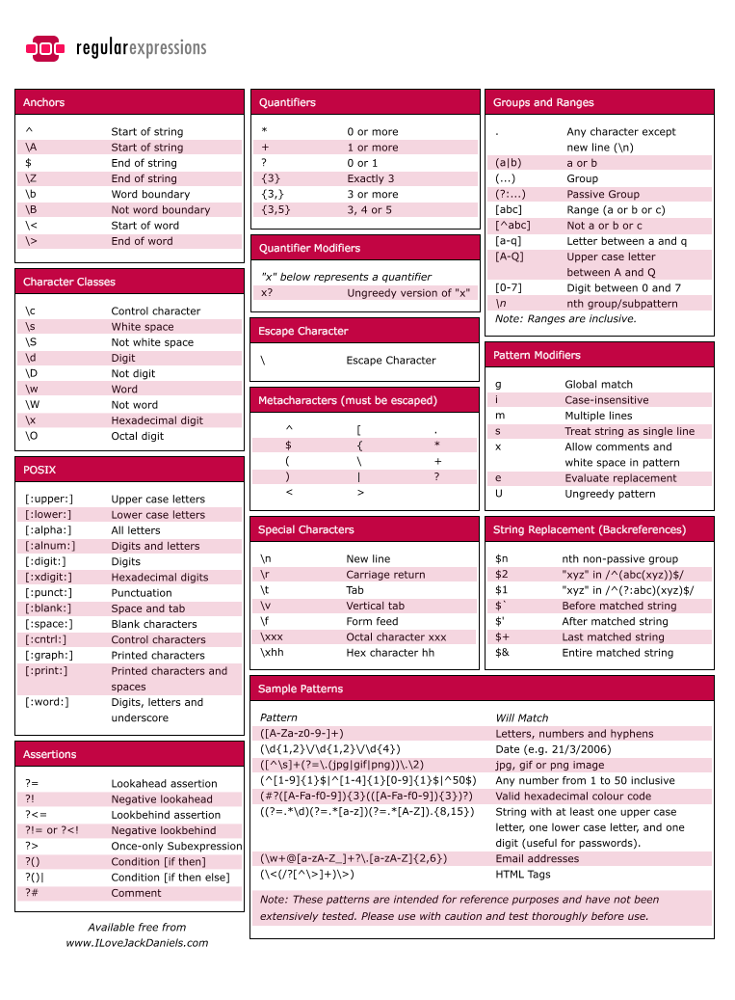 regularexpressions
Anchors
^ Start of string
\A Start of string
$ End of string
\Z End of string
\b Word boundary
\B Not word boundary
\< Start of word
\> End of word
Character Classes
\c Control character
\s White space
\S Not white space
\d Digit
\D Not digit
\w Word
\W Not word
\x Hexadecimal digit
\O Octal digit
POSIX
[:upper:] Upper case letters
[:lower:] Lower case letters
[:alpha:] All letters
[:alnum:] Digits and letters
[:digit:] Digits
[:xdigit:] Hexadecimal digits
[:punct:] Punctuation
[:blank:] Space and tab
[:space:] Blank characters
[:cntrl:] Control characters
[:graph:] Printed characters
[:print:] Printed characters and
spaces
[:word:] Digits, letters and
underscore
Assertions
?= Lookahead assertion
?! Negative lookahead
?<= Lookbehind assertion
?!= or ?<! Negative lookbehind
?> Once-only Subexpression
?() Condition [if then]
?()| Condition [if then else]
?# Comment
Available free from
www.ILoveJackDaniels.com
Quantifiers
* 0 or more
+ 1 or more
? 0 or 1
{3} Exactly 3
{3,} 3 or more
{3,5} 3, 4 or 5
Quantifier Modifiers
"x" below represents a quantifier
x? Ungreedy version of "x"
Escape Character
\ Escape Character
Metacharacters (must be escaped)
^ [ .
$ { *
( \ +
) | ?
< >
Special Characters
\n New line
\r Carriage return
\t Tab
\v Vertical tab
\f Form feed
\xxx Octal character xxx
\xhh Hex character hh
Groups and Ranges
. Any character except
new line (\n)
(a|b) a or b
(...) Group
(?:...) Passive Group
[abc] Range (a or b or c)
[^abc] Not a or b or c
[a-q] Letter between a and q
[A-Q] Upper case letter
between A and Q
[0-7] Digit between 0 and 7
\n nth group/subpattern
Note: Ranges are inclusive.
Pattern Modifiers
g Global match
i Case-insensitive
m Multiple lines
s Treat string as single line
x Allow comments and
white space in pattern
e Evaluate replacement
U Ungreedy pattern
String Replacement (Backreferences)
$n nth non-passive group
$2 "xyz" in /^(abc(xyz))$/
$1 "xyz" in /^(?:abc)(xyz)$/
$` Before matched string
$' After matched string
$+ Last matched string
$& Entire matched string
Sample Patterns
Pattern Will Match
([A-Za-z0-9-]+) Letters, numbers and hyphens
(\d{1,2}\/\d{1,2}\/\d{4}) Date (e.g. 21/3/2006)
([^\s]+(?=\.(jpg|gif|png))\.\2) jpg, gif or png image
(^[1-9]{1}$|^[1-4]{1}[0-9]{1}$|^50$) Any number from 1 to 50 inclusive
(#?([A-Fa-f0-9]){3}(([A-Fa-f0-9]){3})?) Valid hexadecimal colour code
((?=.*\d)(?=.*[a-z])(?=.*[A-Z]).{8,15}) String with at least one upper case
letter, one lower case letter, and one
digit (useful for passwords).
(\w+@[a-zA-Z_]+?\.[a-zA-Z]{2,6}) Email addresses
(\<(/?[^\>]+)\>) HTML Tags
Note: These patterns are intended for reference purposes and have not been
extensively tested. Please use with caution and test thoroughly before use.